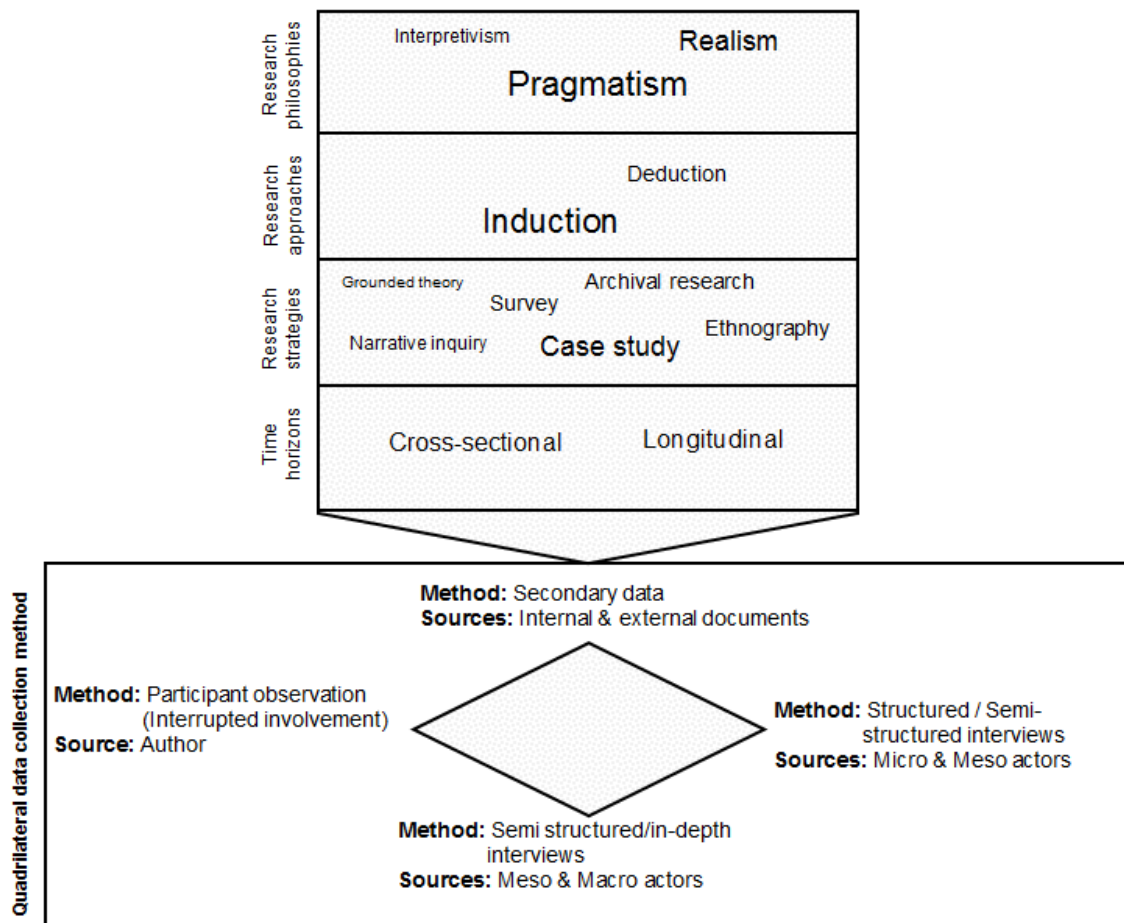 Research
philosophies
Interpretivism
Realism
Pragmatism
Research
approaches
Deduction
Induction
Research
strategies
Grounded theory
Archival research
Survey
Ethnography
Narrative inquiry
Case study
Time
horizons
Cross-sectional
Longitudinal
Quadrilateral data collection method
Method: Secondary data
Sources: Internal & external documents
Method: Participant observation
(Interrupted involvement)
Source: Author
Method: Structured / Semi-
structured interviews
Sources: Micro & Meso actors
Method: Semi structured/in-depth
interviews
Sources: Meso & Macro actors